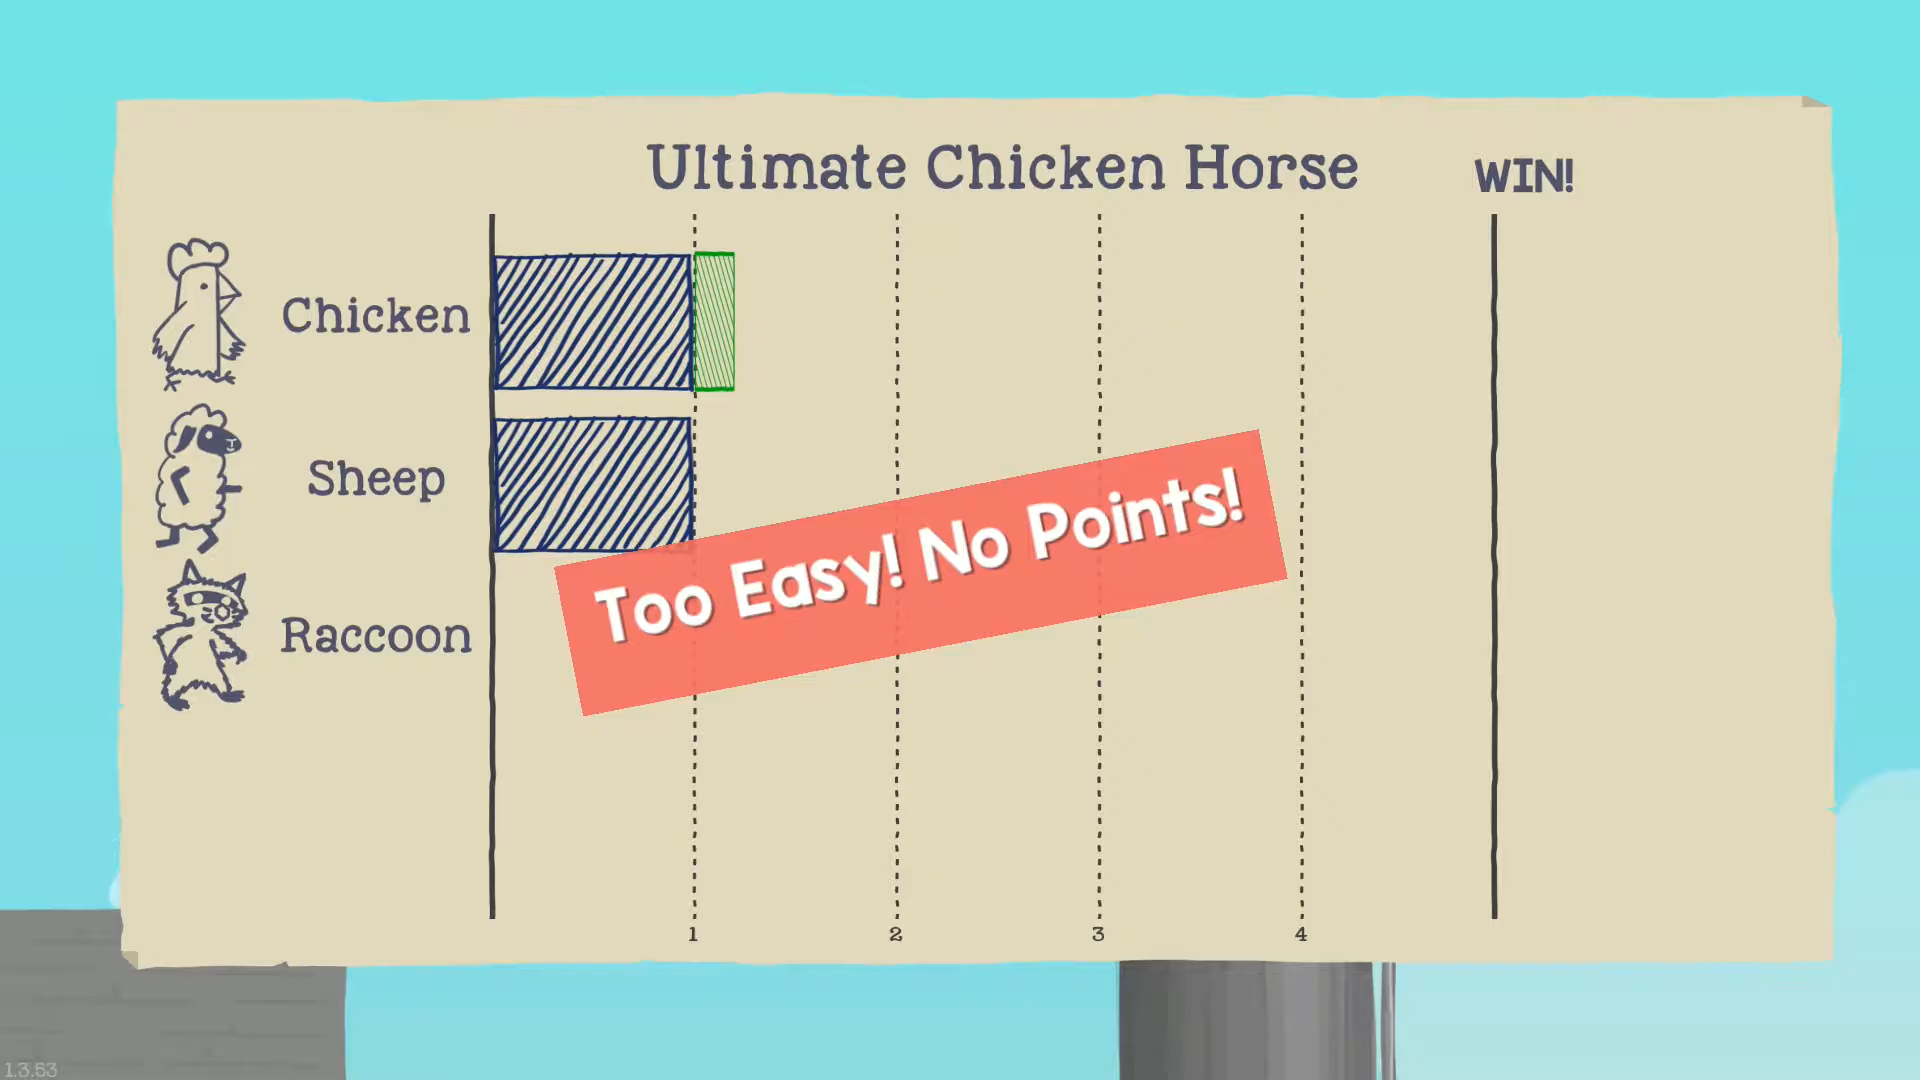 Ultimate Chicken Horse
WIN!
Chicken
Sheep
Raccoon
Too Easy! No Points!
1 2 3 4
1.3.53